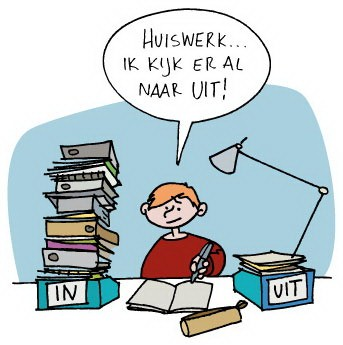 HUISWERK...
IK KIJK ER AL
NAAR UIT!
IN
UIT